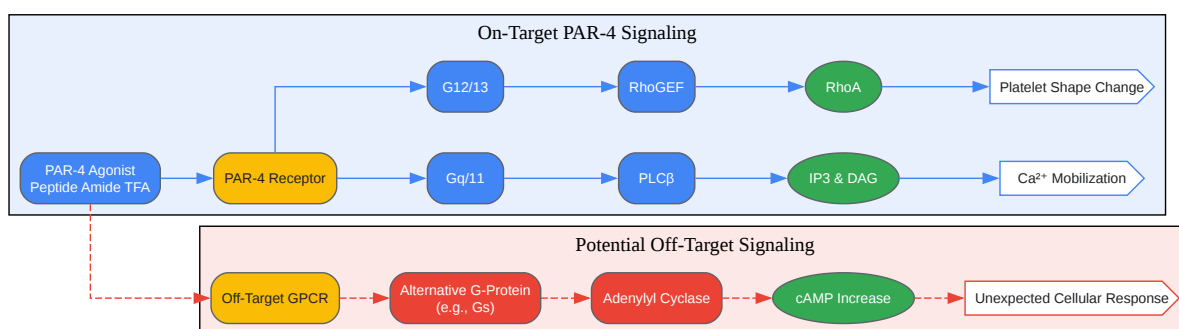 On-Target PAR-4 Signaling
G12/13
RhoGEF
RhoA
Platelet Shape Change
PAR-4 Agonist
Peptide Amide TFA
PAR-4 Receptor
Gq/11
PLCβ
IP3 & DAG
Ca²⁺ Mobilization
Potential Off-Target Signaling
Off-Target GPCR
Alternative G-Protein
(e.g., Gs)
Adenylyl Cyclase
cAMP Increase
Unexpected Cellular Response